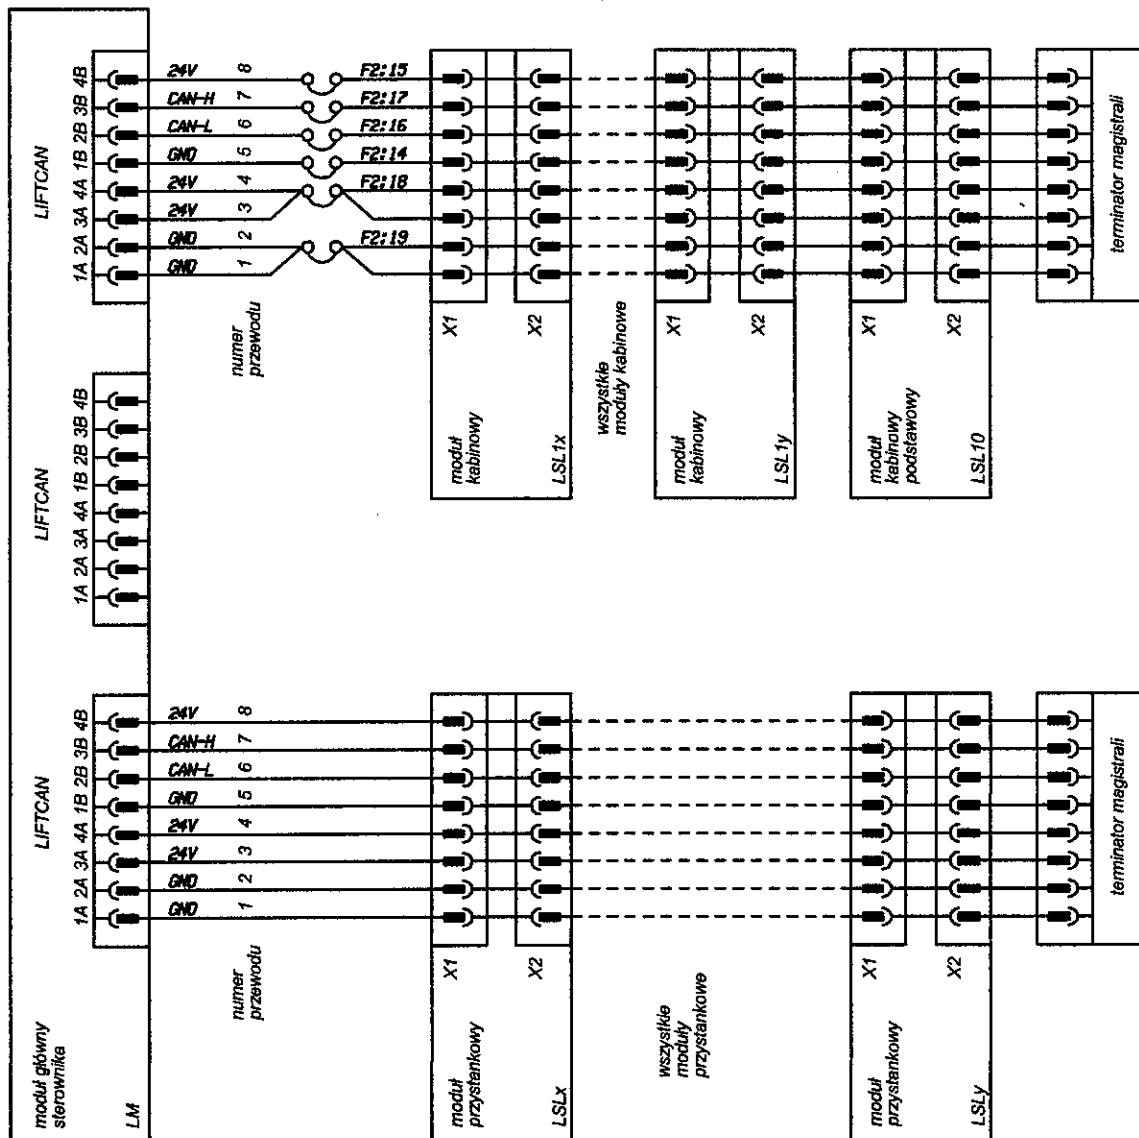 LIFTCAN
4B
3B
2B
1B
4A
3A
2A
1A
24V 8 F2:15
CAN-H 7 F2:17
CAN-L 6 F2:16
GND 5 F2:14
24V 4 F2:18
24V 3
GND 2 F2:19
GND 1
numer
przewodu
X1
X2
moduł
kabinowy
LSL1x
wszystkie
moduły kabinowe
X1
X2
moduł
kabinowy
LSL1y
X1
X2
moduł
kabinowy
podstawowy
LSL10
terminator magistrali
LIFTCAN
4B
3B
2B
1B
4A
3A
2A
1A
LIFTCAN
4B
3B
2B
1B
4A
3A
2A
1A
24V 8
CAN-H 7
CAN-L 6
GND 5
24V 4
24V 3
GND 2
GND 1
numer
przewodu
moduł główny
sterownika
LM
X1
X2
moduł
przystankowy
LSLx
wszystkie
moduły
przystankowe
X1
X2
moduł
przystankowy
LSLy
terminator magistrali